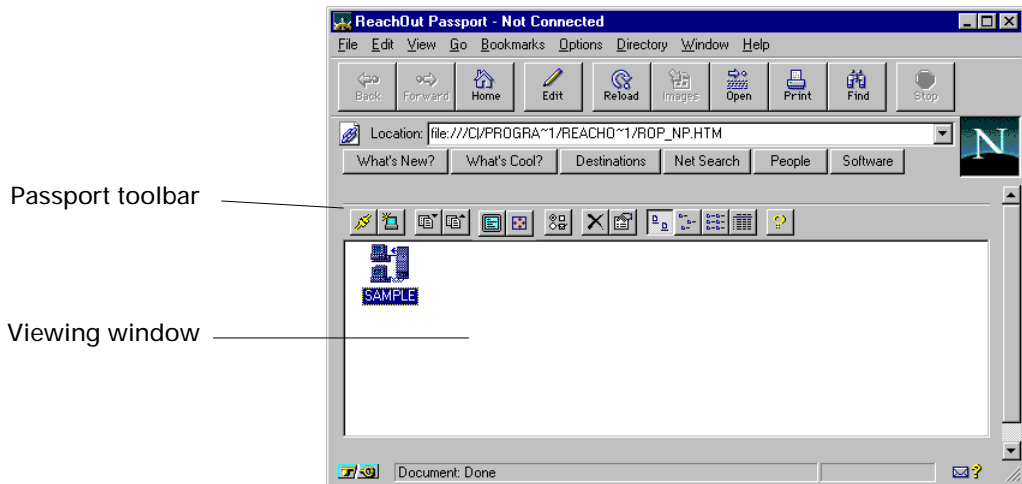 ReachOut Passport - Not Connected
File Edit View Go Bookmarks Options Directory Window Help
Back Forward Home Edit Reload Images Open Print Find Stop
Location: file:///C|/PROGRA~1/REACHO~1/ROP_NP.HTM
N
What's New? What's Cool? Destinations Net Search People Software
Passport toolbar
SAMPLE
Viewing window
Document: Done